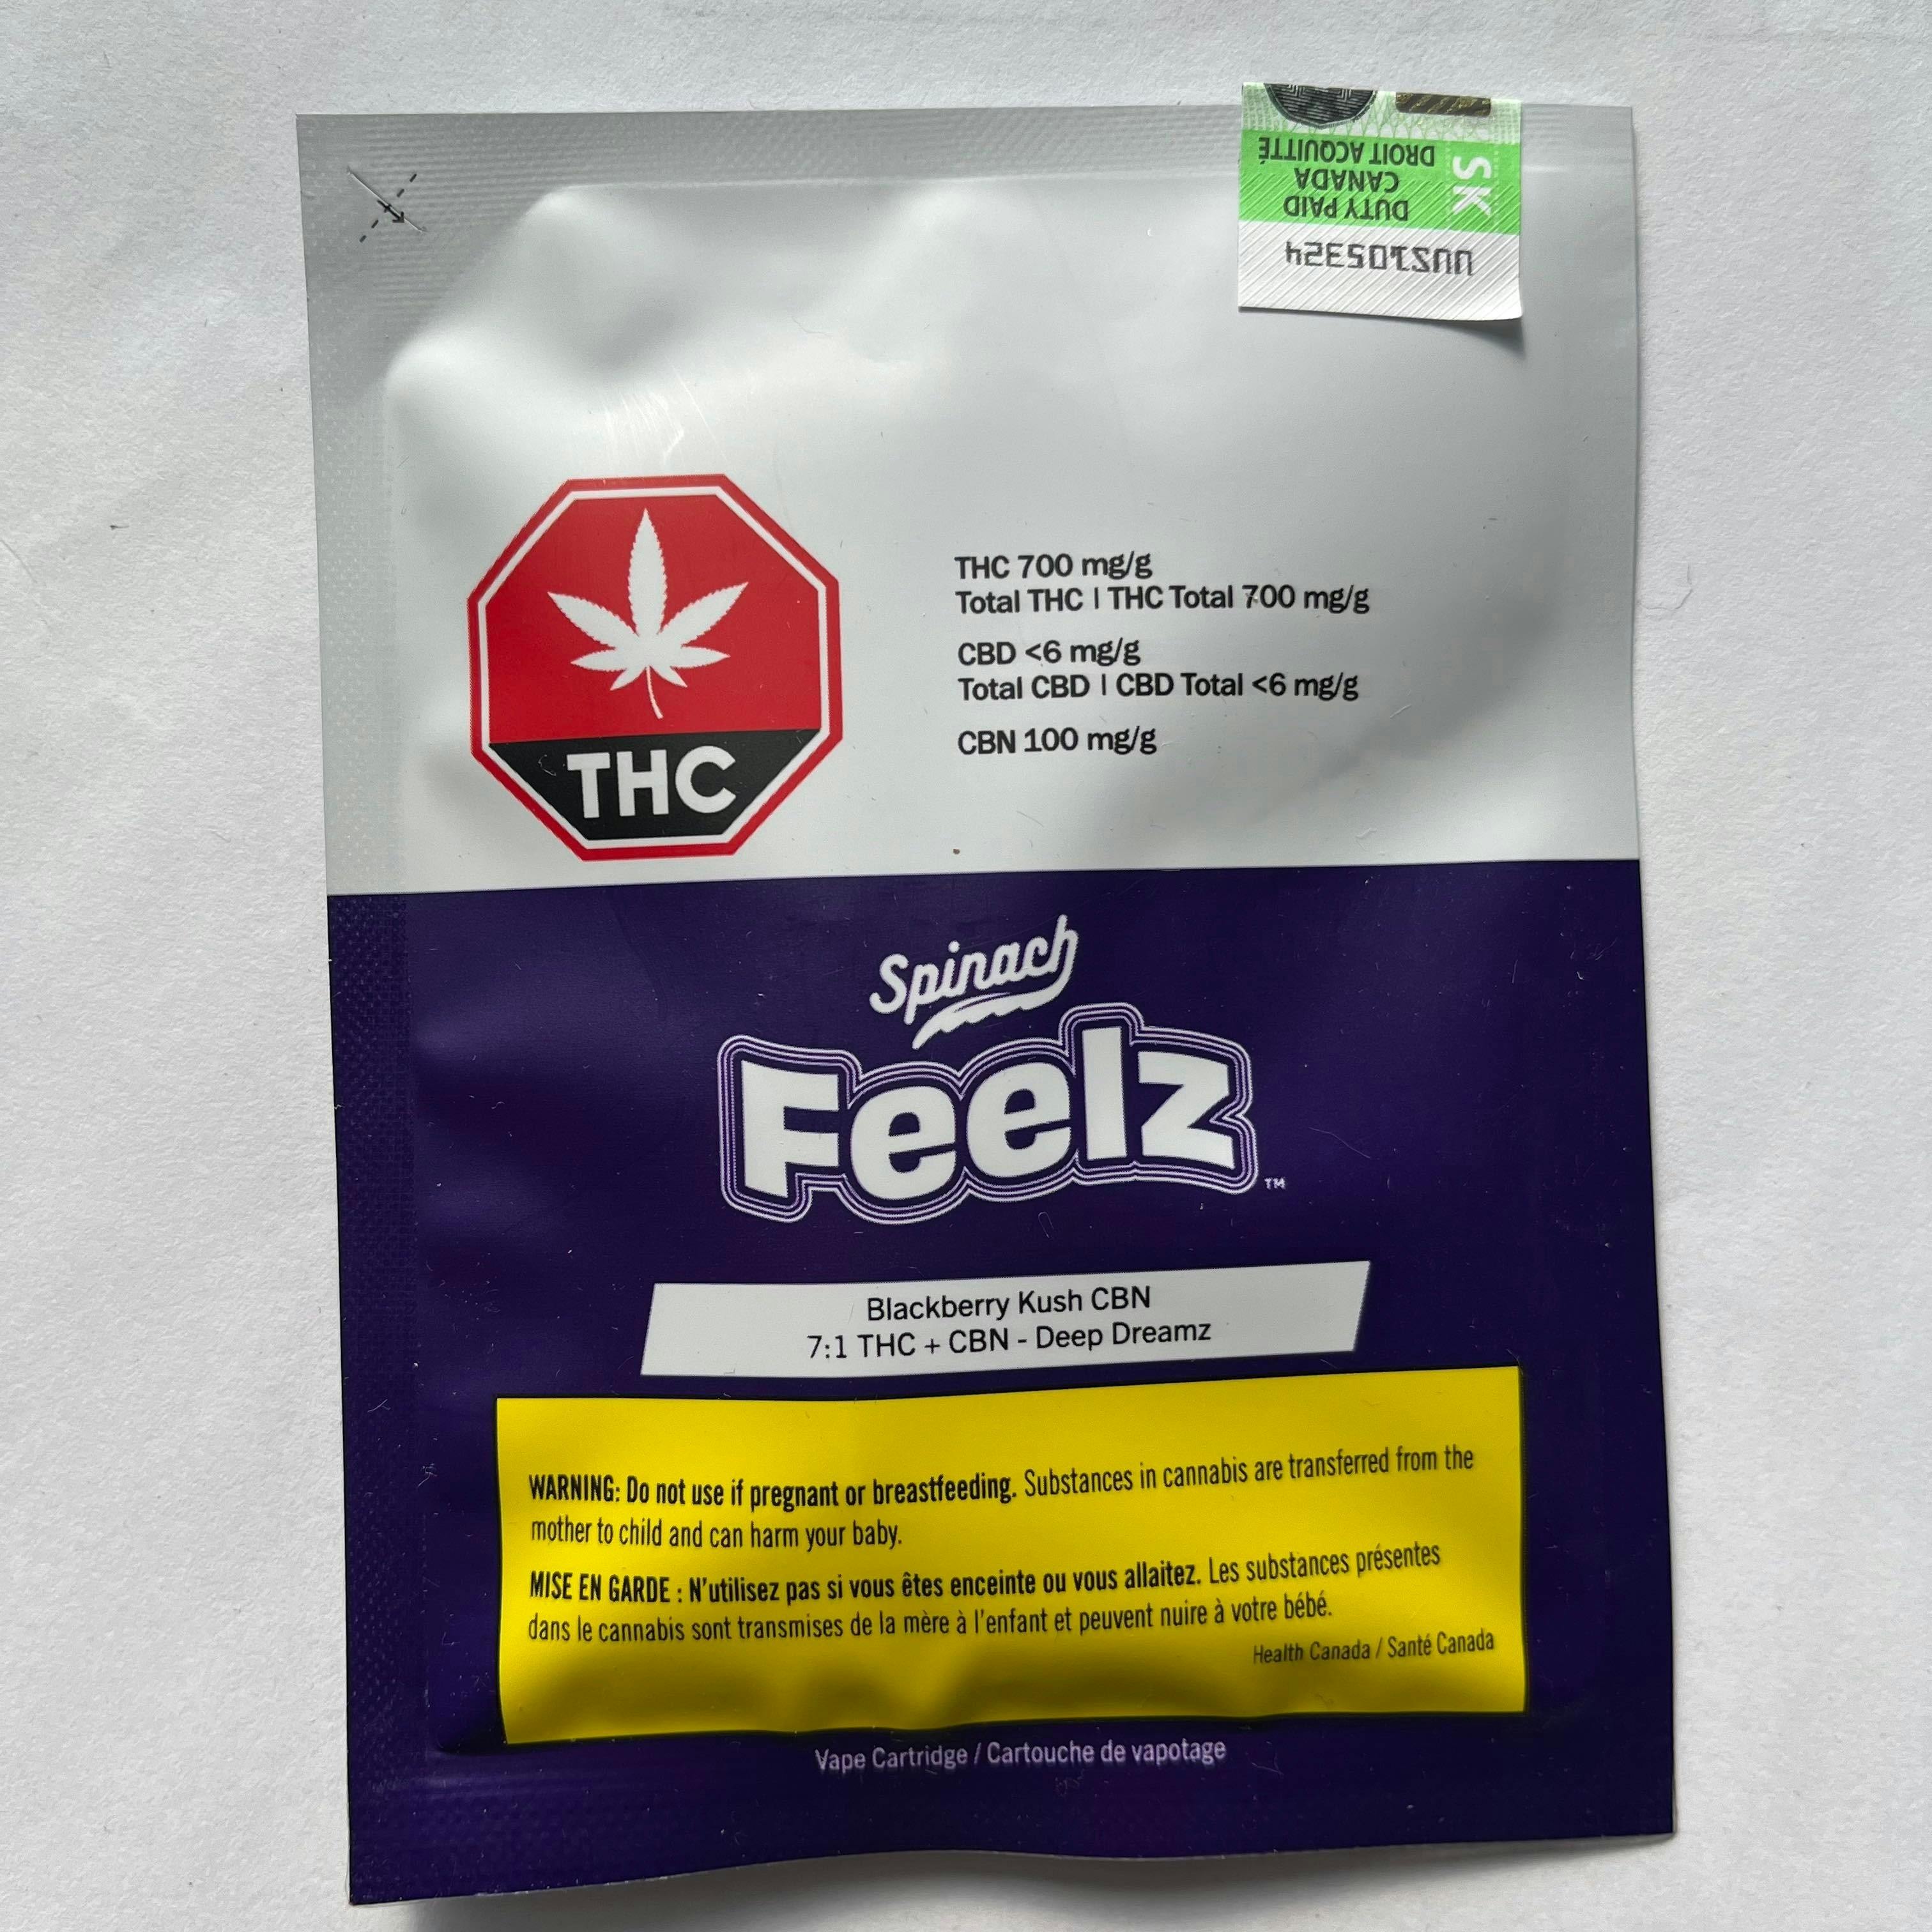 DROIT ACQUITTÉ
CANADA
DUTY PAID
SK
UUS105324
THC 700 mg/g
Total THC | THC Total 700 mg/g
CBD <6 mg/g
Total CBD | CBD Total <6 mg/g
CBN 100 mg/g
THC
Spinach
Feelz™
Blackberry Kush CBN
7:1 THC + CBN - Deep Dreamz
WARNING: Do not use if pregnant or breastfeeding. Substances in cannabis are transferred from the
mother to child and can harm your baby.
MISE EN GARDE : N'utilisez pas si vous êtes enceinte ou vous allaitez. Les substances présentes
dans le cannabis sont transmises de la mère à l'enfant et peuvent nuire à votre bébé.
Health Canada / Santé Canada
Vape Cartridge / Cartouche de vapotage